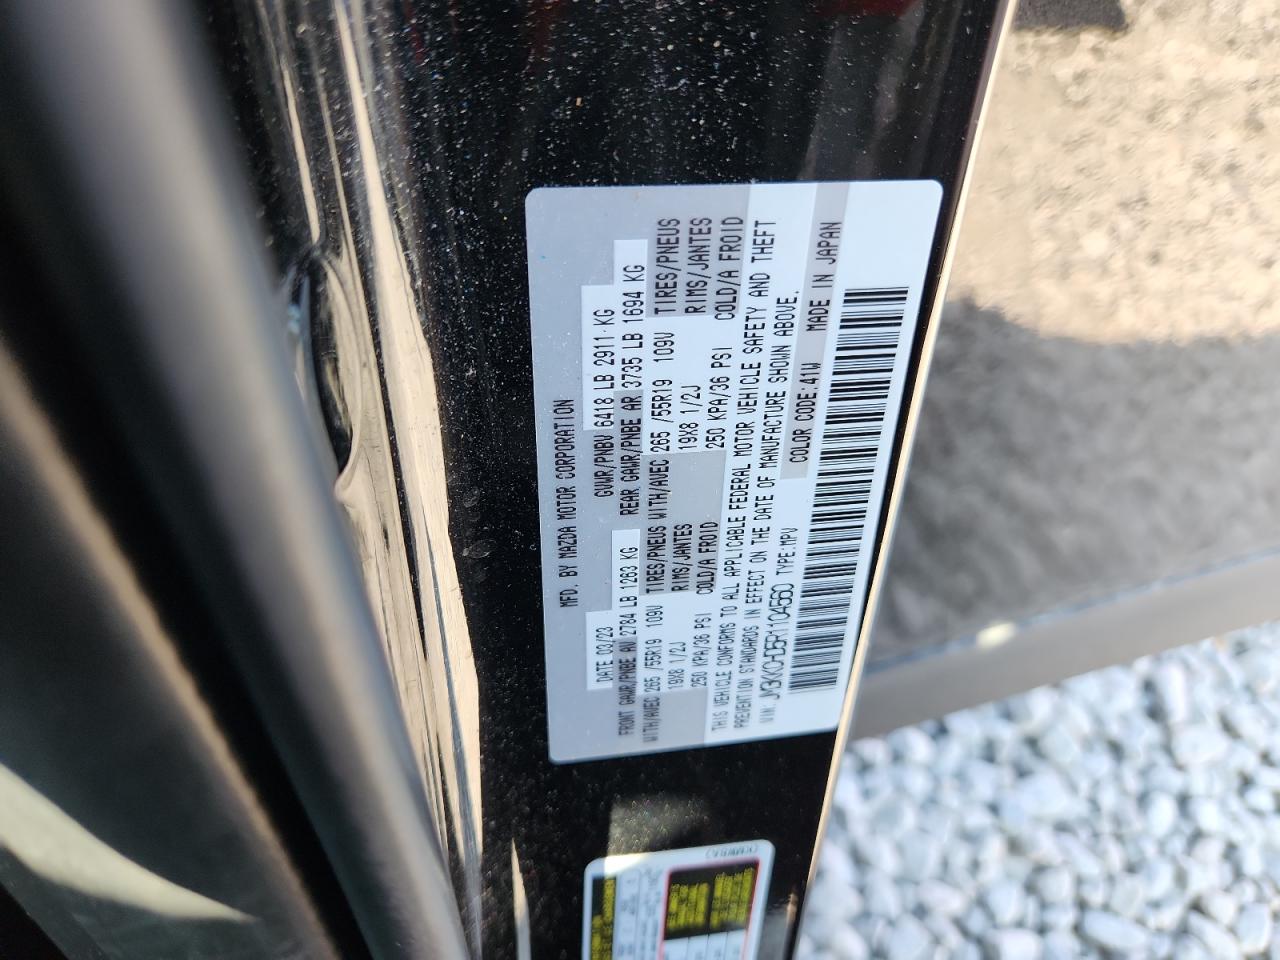 MFD. BY MAZDA MOTOR CORPORATION
DATE 03/23 GVWR/PNBV 6418 LB 2911 KG
FRONT GAWR/PNBE AV 2784 LB 1263 KG REAR GAWR/PNBE AR 3735 LB 1694 KG
WITH/AVEC 265 /55R19 109V TIRES/PNEUS WITH/AVEC 265 /55R19 109V TIRES/PNEUS
19X8 1/2J RIMS/JANTES 19X8 1/2J RIMS/JANTES
250 KPA/36 PSI COLD/A FROID 250 KPA/36 PSI COLD/A FROID
THIS VEHICLE CONFORMS TO ALL APPLICABLE FEDERAL MOTOR VEHICLE SAFETY AND THEFT
PREVENTION STANDARDS IN EFFECT ON THE DATE OF MANUFACTURE SHOWN ABOVE.
VIN: TYPE:MPV COLOR CODE:41W MADE IN JAPAN